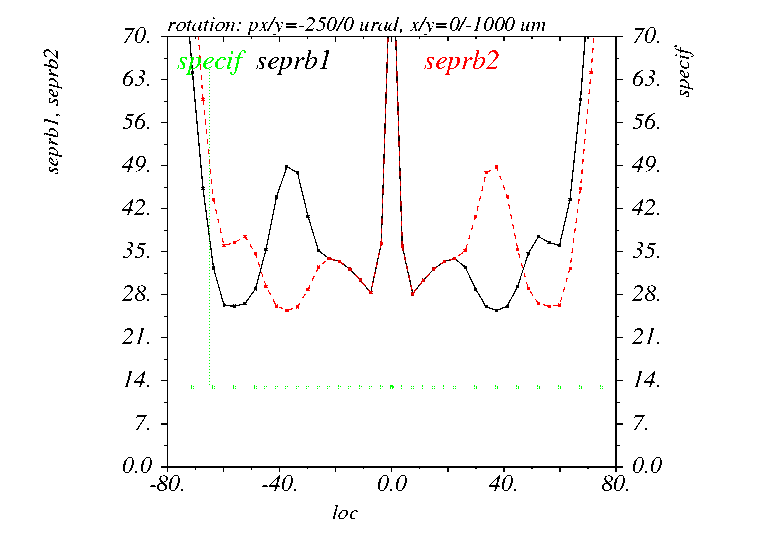 rotation: px/y=-250/0 urad, x/y=0/-1000 um
specif seprb1 seprb2
seprb1, seprb2
specif
70. 70.
63. 63.
56. 56.
49. 49.
42. 42.
35. 35.
28. 28.
21. 21.
14. 14.
7. 7.
0.0 0.0
-80. -40. 0.0 40. 80.
loc